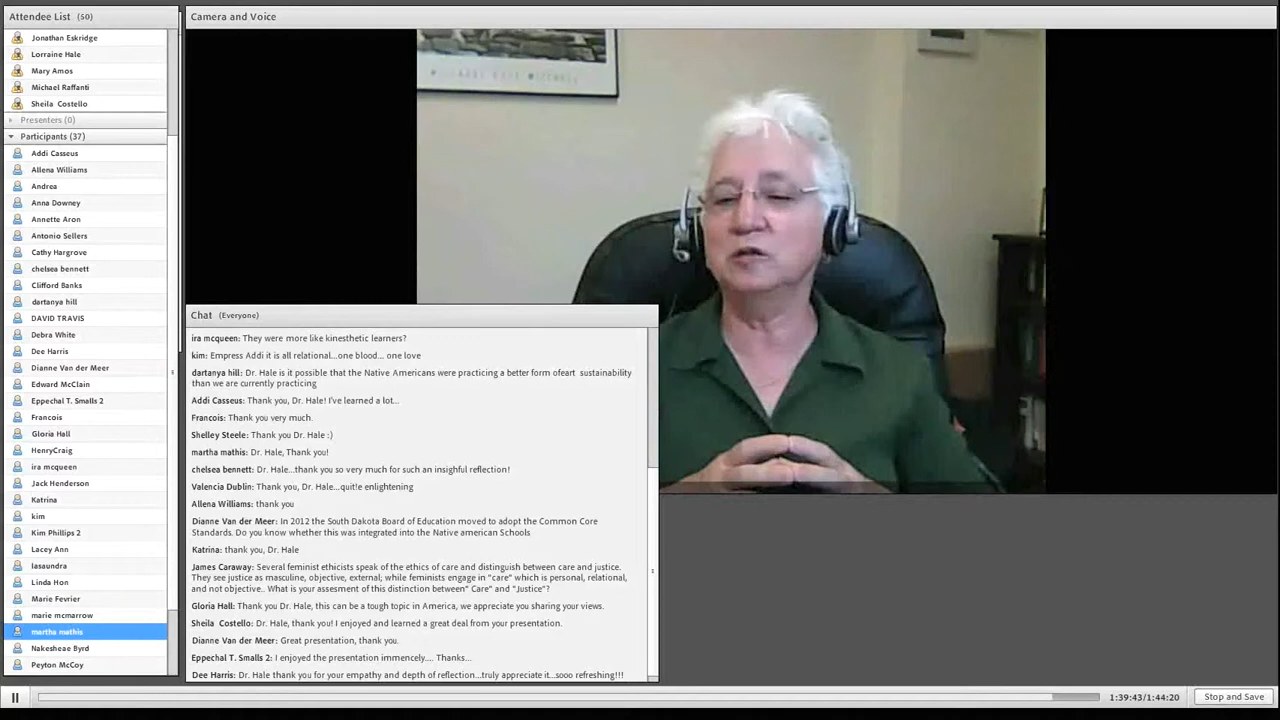 Attendee List (50)
Jonathan Eskridge
Lorraine Hale
Mary Amos
Michael Raffanti
Sheila Costello
Presenters (0)
Participants (37)
Addi Casseus
Allena Williams
Andrea
Anna Downey
Annette Aron
Antonio Sellers
Cathy Hargrove
chelsea bennett
Clifford Banks
dartanya hill
DAVID TRAVIS
Debra White
Dee Harris
Dianne Van der Meer
Edward McClain
Eppechal T. Smalls 2
Francois
Gloria Hall
HenryCraig
ira mcqueen
Jack Henderson
Katrina
kim
Kim Phillips 2
Lacey Ann
lasaundra
Linda Hon
Marie Fevrier
marie mcmarrow
martha mathis
Nakesheae Byrd
Peyton McCoy
Camera and Voice
Chat (Everyone)
ira mcqueen: They were more like kinesthetic learners?
kim: Empress Addi it is all relational...one blood... one love
dartanya hill: Dr. Hale is it possible that the Native Americans were practicing a better form ofeart sustainability
than we are currently practicing
Addi Casseus: Thank you, Dr. Hale! I've learned a lot...
Francois: Thank you very much.
Shelley Steele: Thank you Dr. Hale :)
martha mathis: Dr. Hale, Thank you!
chelsea bennett: Dr. Hale...thank you so very much for such an insighful reflection!
Valencia Dublin: Thank you, Dr. Hale...quit!e enlightening
Allena Williams: thank you
Dianne Van der Meer: In 2012 the South Dakota Board of Education moved to adopt the Common Core
Standards. Do you know whether this was integrated into the Native american Schools
Katrina: thank you, Dr. Hale
James Caraway: Several feminist ethicists speak of the ethics of care and distinguish between care and justice.
They see justice as masculine, objective, external; while feminists engage in "care" which is personal, relational,
and not objective.. What is your assesment of this distinction between" Care" and "Justice"?
Gloria Hall: Thank you Dr. Hale, this can be a tough topic in America, we appreciate you sharing your views.
Sheila Costello: Dr. Hale, thank you! I enjoyed and learned a great deal from your presentation.
Dianne Van der Meer: Great presentation, thank you.
Eppechal T. Smalls 2: I enjoyed the presentation immencely.... Thanks...
Dee Harris: Dr. Hale thank you for your empathy and depth of reflection...truly appreciate it...sooo refreshing!!!
1:39:43/1:44:20
Stop and Save